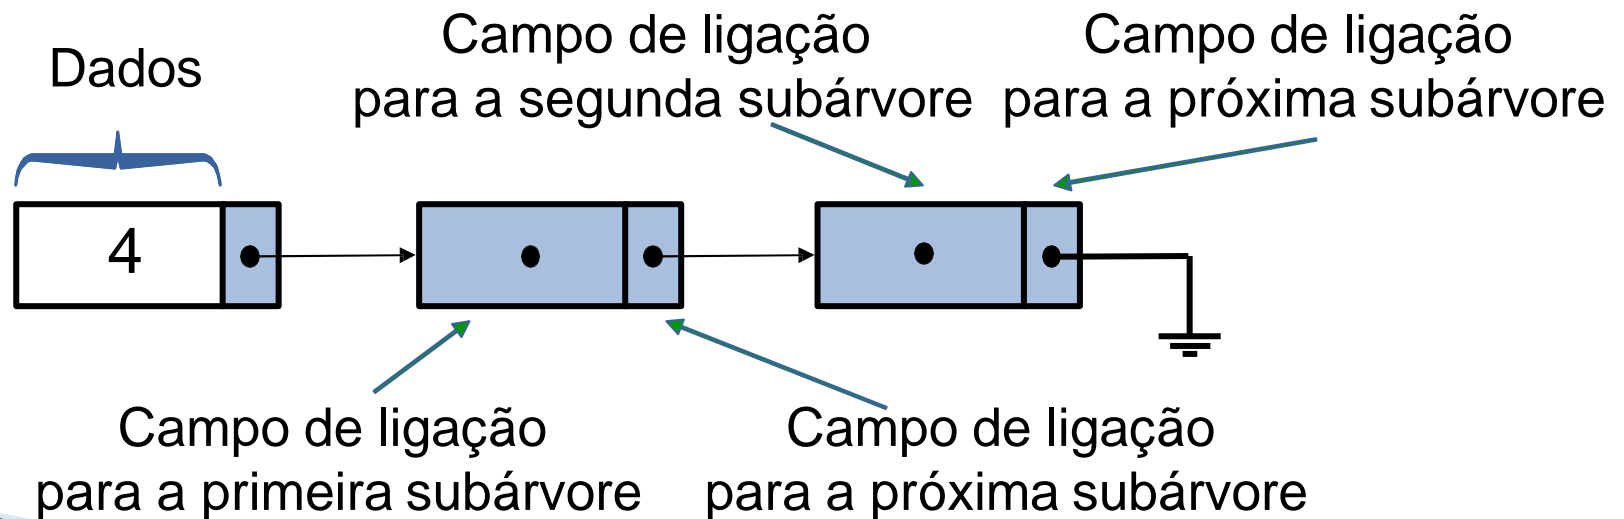 Dados
Campo de ligação
para a segunda subárvore
Campo de ligação
para a próxima subárvore
4
Campo de ligação
para a primeira subárvore
Campo de ligação
para a próxima subárvore